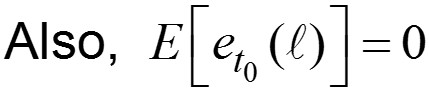 Also, E[e_{t_0}(ℓ)] = 0